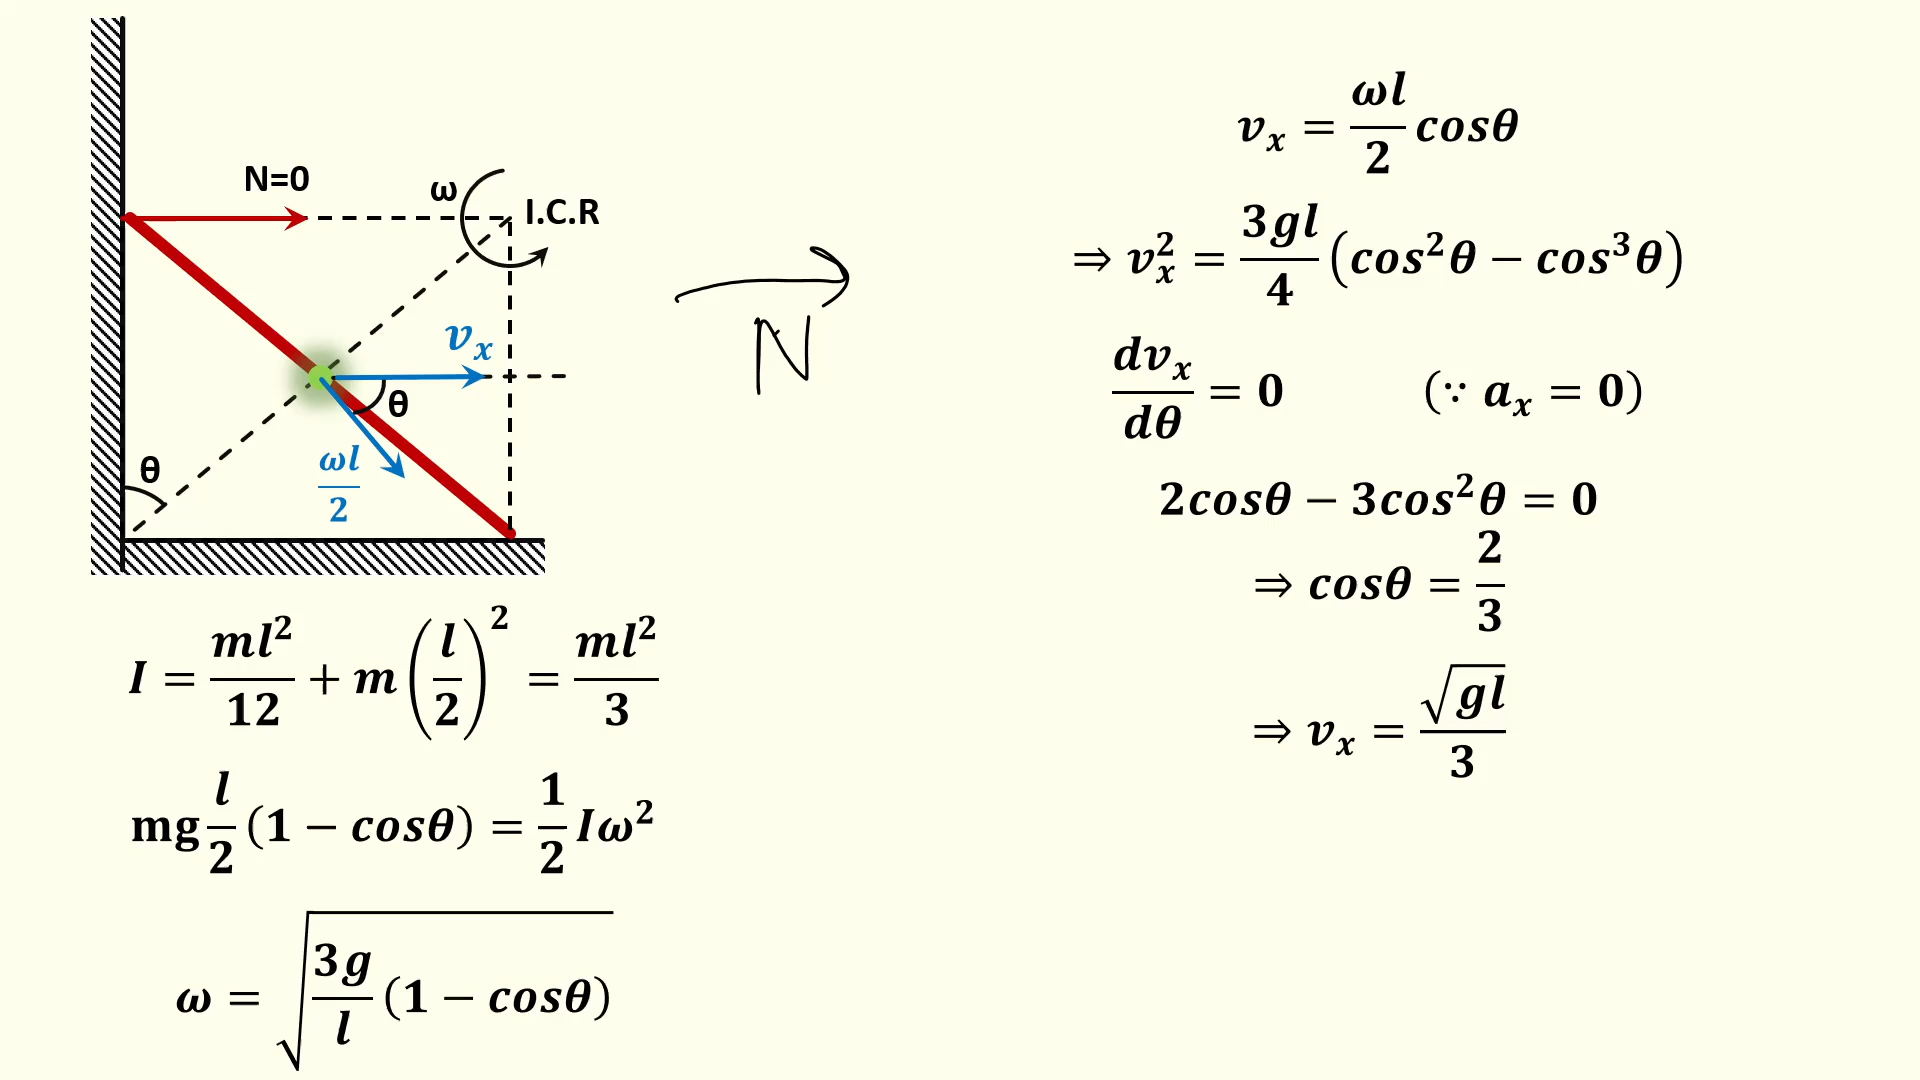 N=0
ω
I.C.R
v_x
θ
θ
ωl/2
N
I = ml²/12 + m(l/2)² = ml²/3
mg l/2 (1 − cosθ) = 1/2 Iω²
ω = √(3g/l (1 − cosθ))
v_x = ωl/2 cosθ
⇒ v_x² = 3gl/4 (cos²θ − cos³θ)
dv_x/dθ = 0 (∵ a_x = 0)
2cosθ − 3cos²θ = 0
⇒ cosθ = 2/3
⇒ v_x = √gl/3